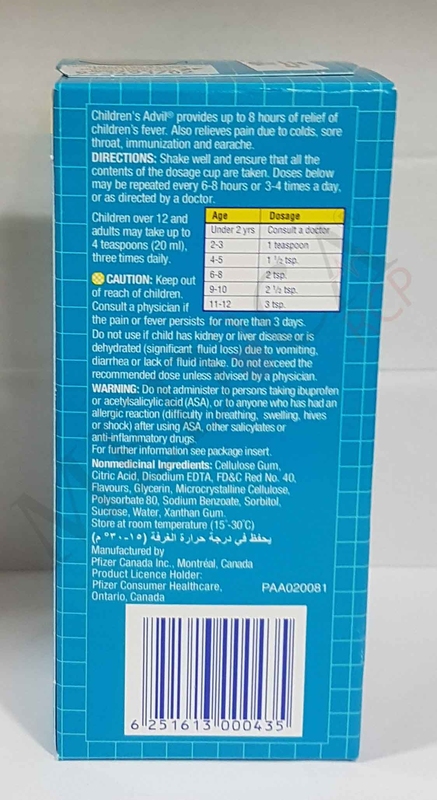 Children's Advil® provides up to 8 hours of relief of
children's fever. Also relieves pain due to colds, sore
throat, immunization and earache.
DIRECTIONS: Shake well and ensure that all the
contents of the dosage cup are taken. Doses below
may be repeated every 6-8 hours or 3-4 times a day,
or as directed by a doctor.
Children over 12 and
adults may take up to
4 teaspoons (20 ml),
three times daily.
Age Dosage
Under 2 yrs Consult a doctor
2-3 1 teaspoon
4-5 1 1/2 tsp.
6-8 2 tsp.
9-10 2 1/2 tsp.
11-12 3 tsp.
CAUTION: Keep out
of reach of children.
Consult a physician if
the pain or fever persists for more than 3 days.
Do not use if child has kidney or liver disease or is
dehydrated (significant fluid loss) due to vomiting,
diarrhea or lack of fluid intake. Do not exceed the
recommended dose unless advised by a physician.
WARNING: Do not administer to persons taking ibuprofen
or acetylsalicylic acid (ASA), or to anyone who has had an
allergic reaction (difficulty in breathing, swelling, hives
or shock) after using ASA, other salicylates or
anti-inflammatory drugs.
For further information see package insert.
Nonmedicinal Ingredients: Cellulose Gum,
Citric Acid, Disodium EDTA, FD&C Red No. 40,
Flavours, Glycerin, Microcrystalline Cellulose,
Polysorbate 80, Sodium Benzoate, Sorbitol,
Sucrose, Water, Xanthan Gum.
Store at room temperature (15°-30°C)
يحفظ في درجة حرارة الغرفة (١٥-٣٠° م)
Manufactured by
Pfizer Canada Inc., Montréal, Canada
Product Licence Holder:
Pfizer Consumer Healthcare,
Ontario, Canada
PAA020081
6 251613 000435